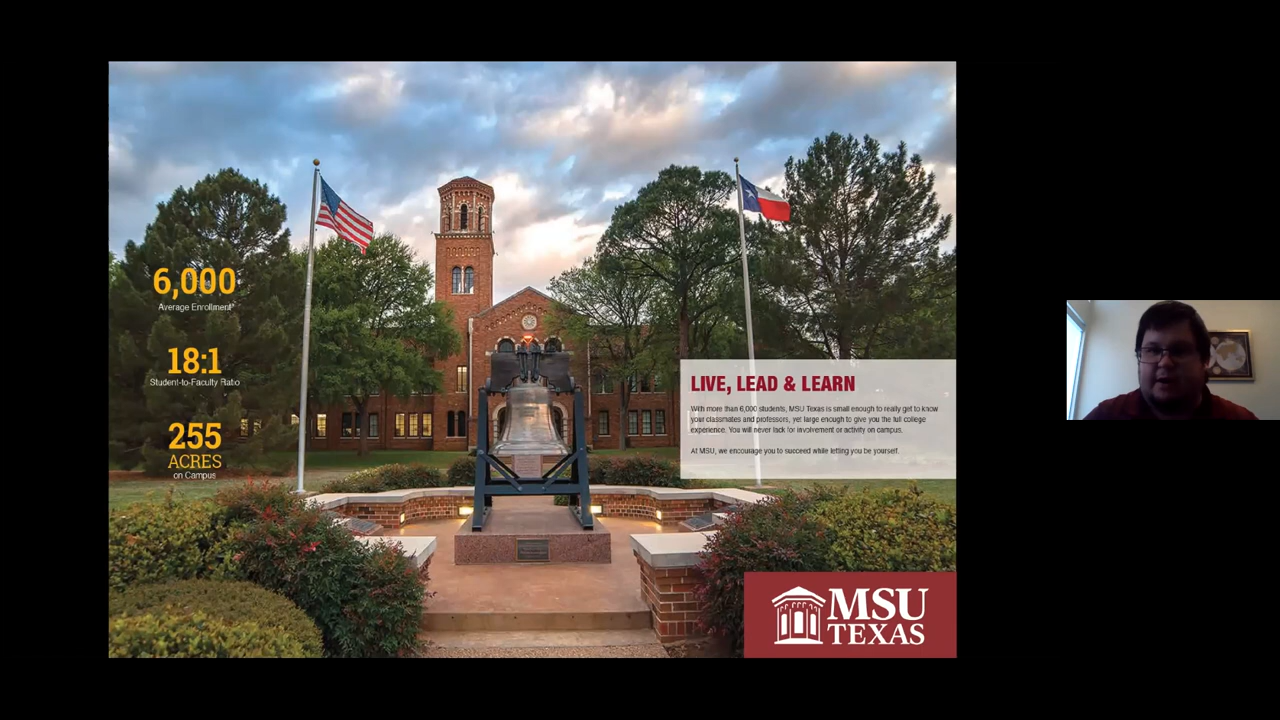 6,000
Average Enrollment*
18:1
Student-to-Faculty Ratio
255
ACRES
on Campus
LIVE, LEAD & LEARN
With more than 6,000 students, MSU Texas is small enough to really get to know
your classmates and professors, yet large enough to give you the full college
experience. You will never lack for involvement or activity on campus.
At MSU, we encourage you to succeed while letting you be yourself.
MSU
TEXAS